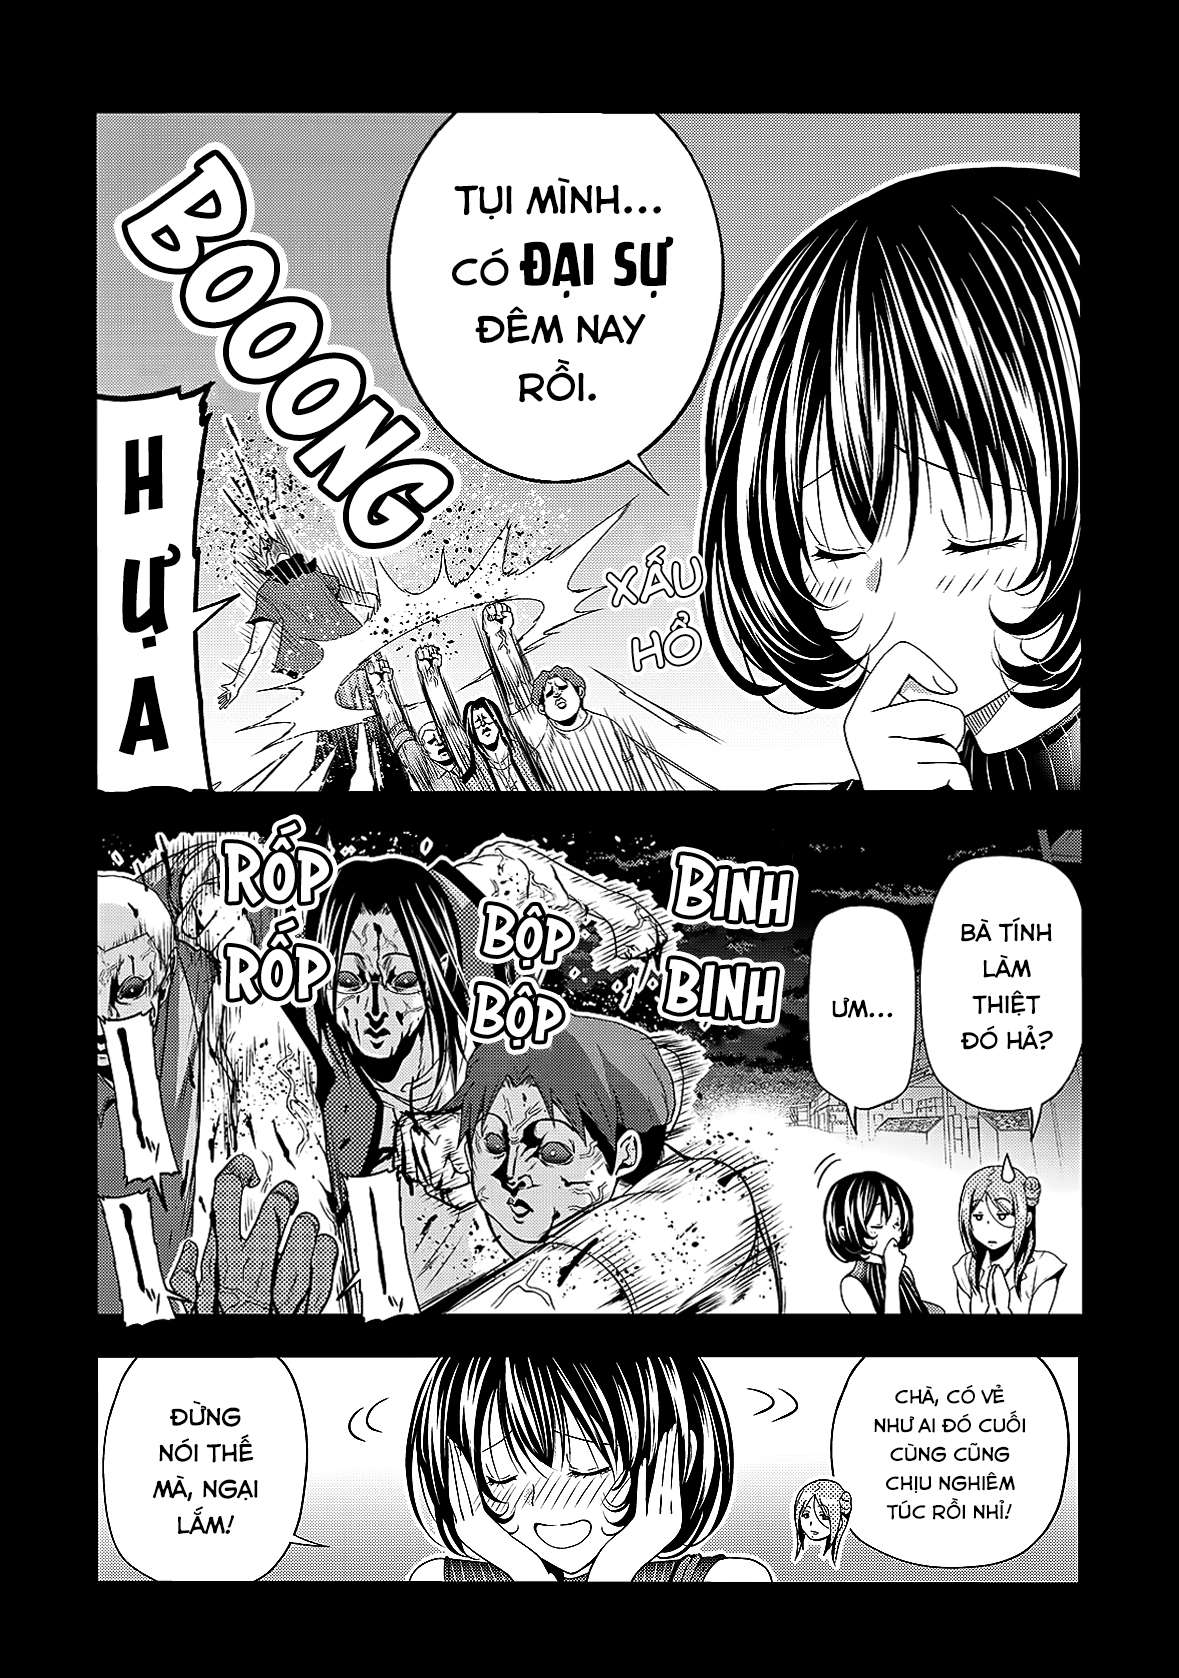 TỤI MÌNH...
CÓ ĐẠI SỰ
ĐÊM NAY
RỒI.
BOOONG
HỰA
XẤU
HỔ
BÀ TÍNH
LÀM
THIỆT
ĐÓ HẢ?
ƯM...
BINH
BINH
BỘP
BỘP
RỐP
RỐP
CHÀ, CÓ VẺ
NHƯ AI ĐÓ CUỐI
CÙNG CŨNG
CHỊU NGHIÊM
TÚC RỒI NHỈ!
ĐỪNG
NÓI THẾ
MÀ, NGẠI
LẮM!